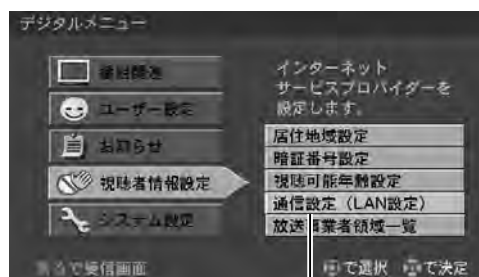 デジタルメニュー
番組関連
ユーザー設定
お知らせ
視聴者情報設定
システム設定
インターネット
サービスプロバイダーを
設定します。
居住地域設定
暗証番号設定
視聴可能年齢設定
通信設定（LAN設定）
放送事業者領域一覧
戻るで受信画面
で選択
で決定